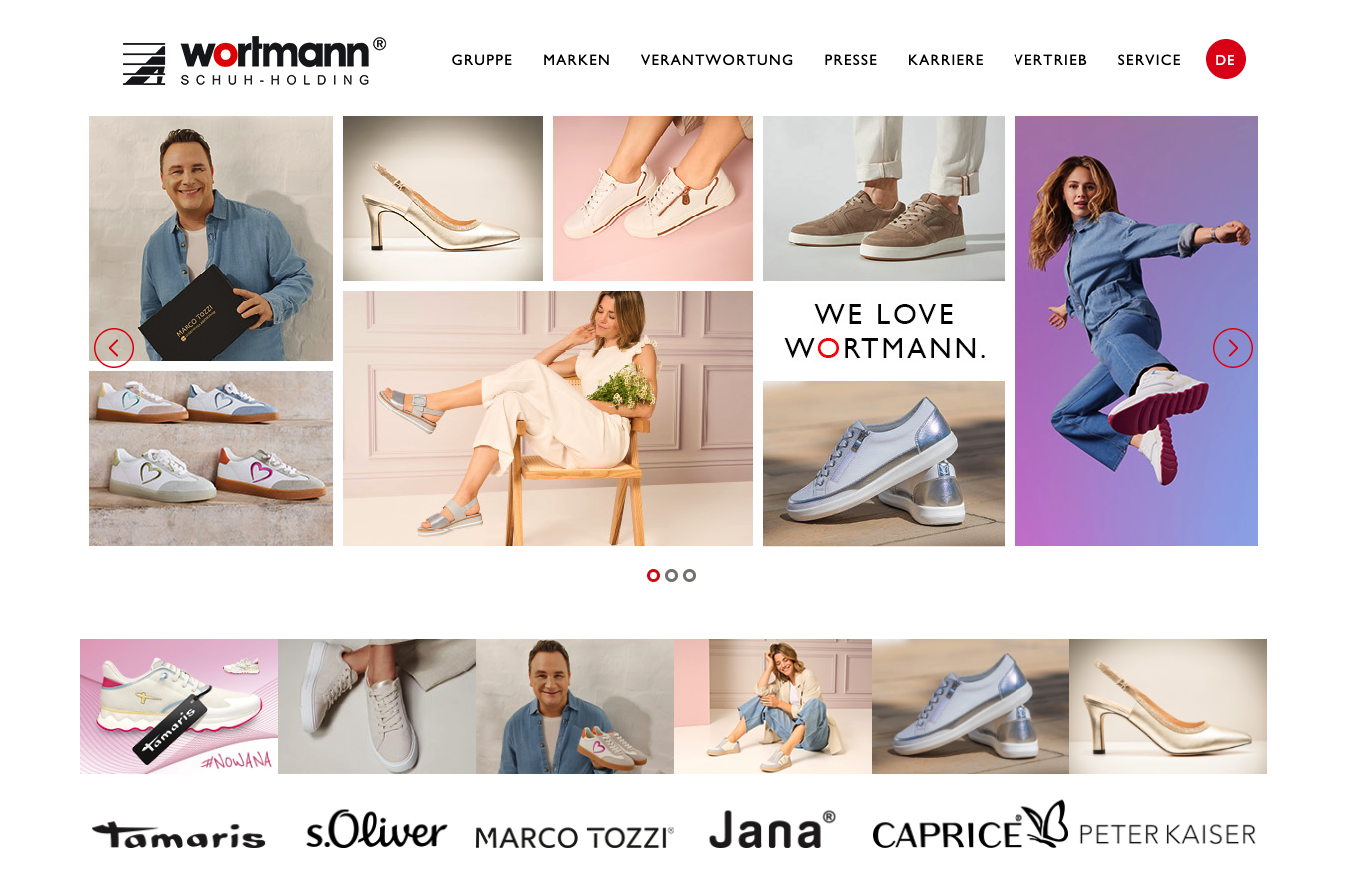 wortmann®
SCHUH-HOLDING
GRUPPE MARKEN VERANTWORTUNG PRESSE KARRIERE VERTRIEB SERVICE DE
MARCO TOZZI
WE LOVE
WORTMANN.
Tamaris
#NOWANA
Tamaris s.Oliver MARCO TOZZI® Jana® CAPRICE® PETER KAISER